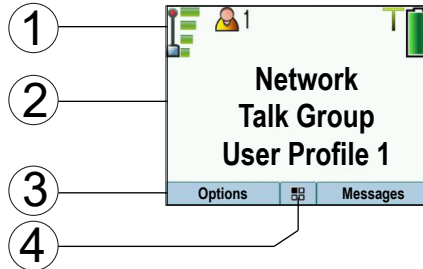 1
1
2
Network
Talk Group
User Profile 1
3
Options Messages
4